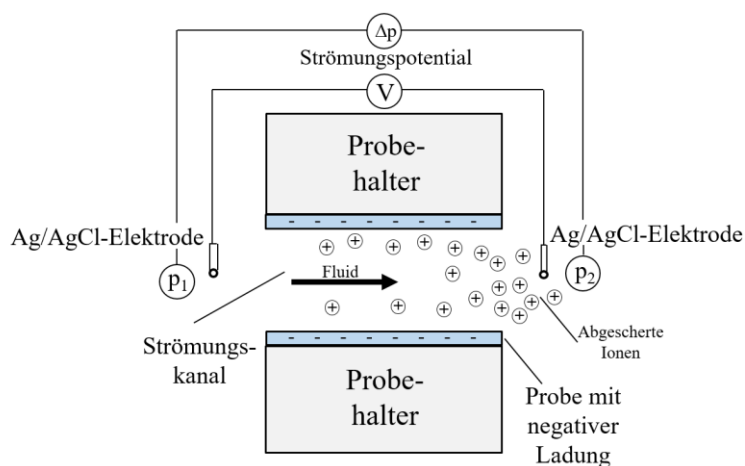 Δp
Strömungspotential
V
Probe-
halter
- - - - - - - -
Ag/AgCl-Elektrode
Ag/AgCl-Elektrode
p₁
Fluid
p₂
Strömungs-
kanal
Abgescherte
Ionen
- - - - - - - -
Probe-
halter
Probe mit
negativer
Ladung